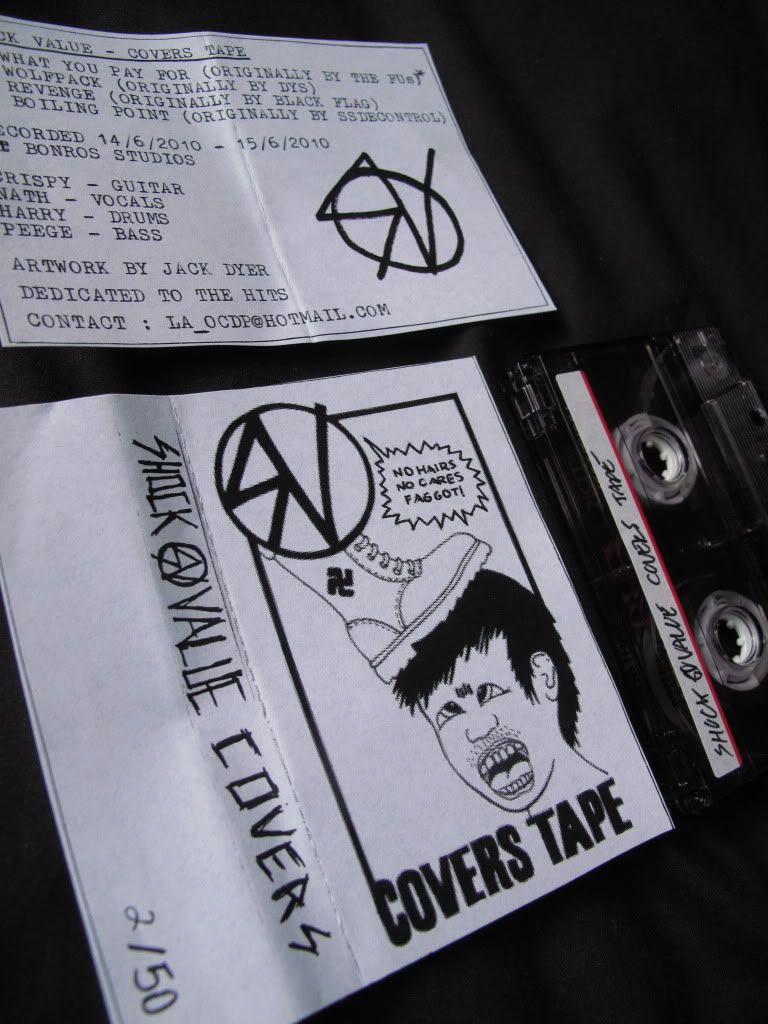 CK VALUE - COVERS TAPE
WHAT YOU PAY FOR (ORIGINALLY BY THE FUs)*
WOLFPACK (ORIGINALLY BY DYS)
REVENGE (ORIGINALLY BY BLACK FLAG)
BOILING POINT (ORIGINALLY BY SSDECONTROL)
ECORDED 14/6/2010 - 15/6/2010
BONROS STUDIOS
CRISPY - GUITAR
NATH - VOCALS
HARRY - DRUMS
PEEGE - BASS
ARTWORK BY JACK DYER
DEDICATED TO THE HITS
CONTACT : LA_OCDP@HOTMAIL.COM
SHOCK VALUE COVERS
2/50
NO HAIRS
NO CARES
FAGGOT!
COVERS TAPE
SHOCK VALUE COVERS TAPE